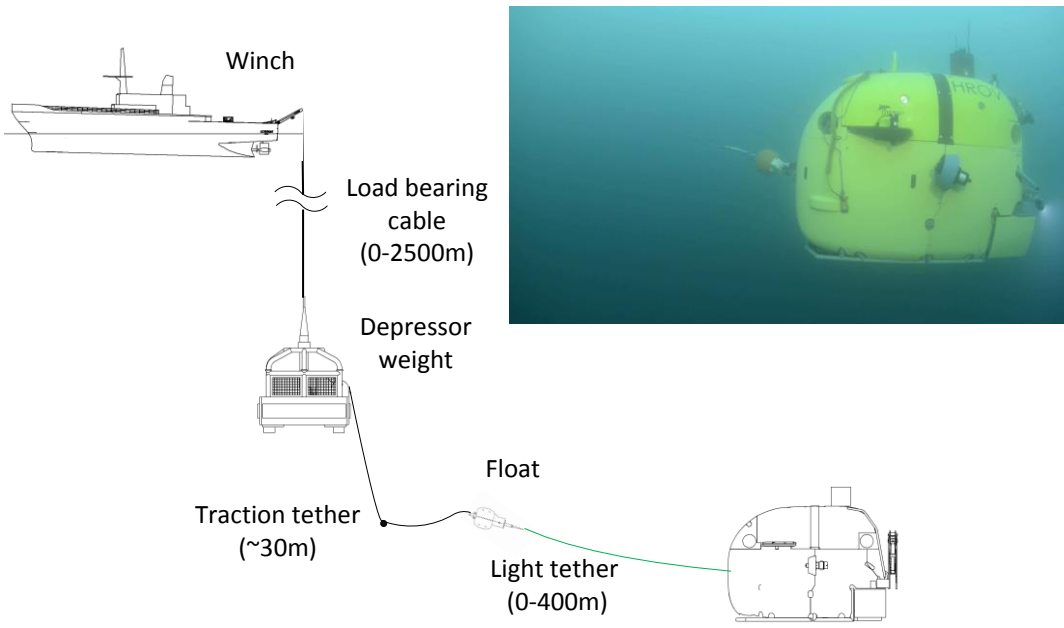 Winch
HROV
Load bearing
cable
(0-2500m)
Depressor
weight
Float
Traction tether
(~30m)
Light tether
(0-400m)